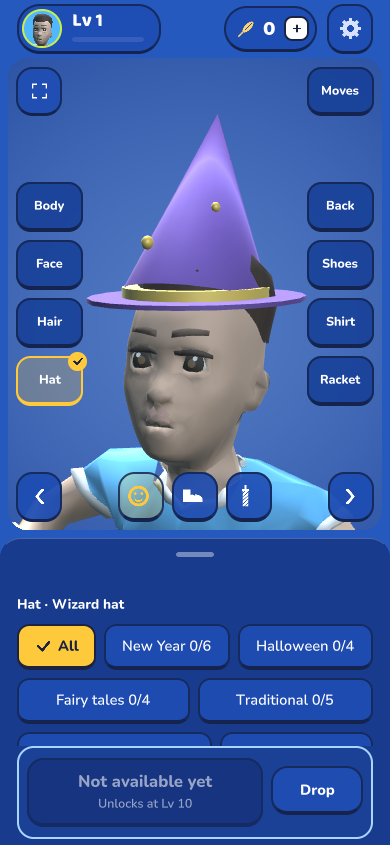 Lv 1
0
+
Moves
Body
Back
Face
Shoes
Hair
Shirt
Hat
Racket
Hat · Wizard hat
All
New Year 0/6
Halloween 0/4
Fairy tales 0/4
Traditional 0/5
Not available yet
Unlocks at Lv 10
Drop